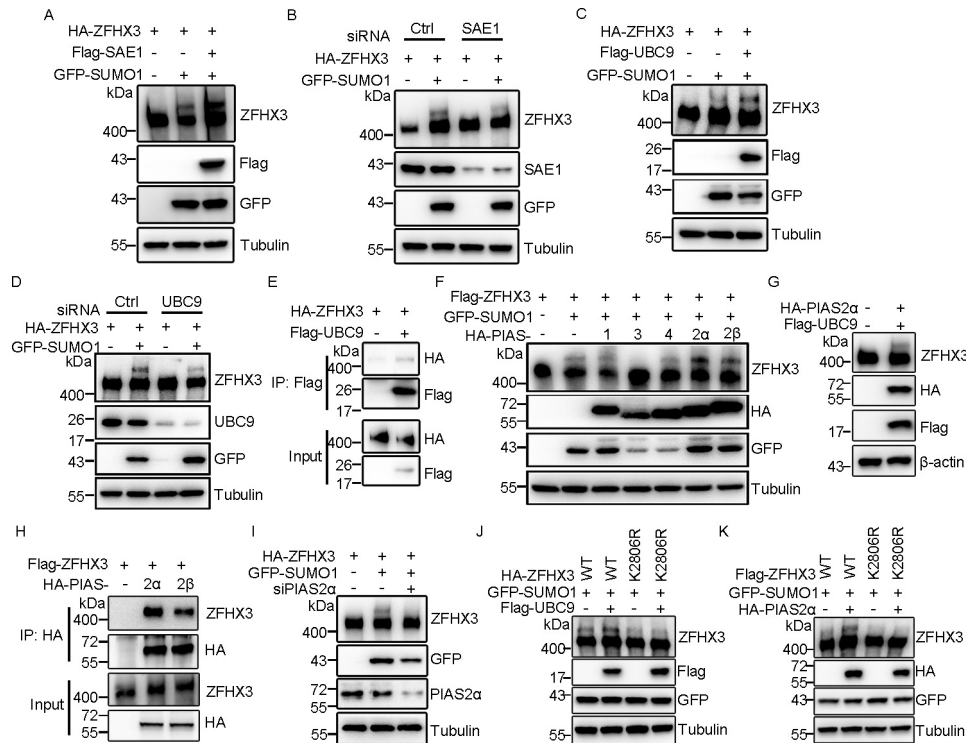 A
HA-ZFHX3 + + +
Flag-SAE1 - - +
GFP-SUMO1 - + +
kDa
400 ZFHX3
43 Flag
43 GFP
55 Tubulin
B
siRNA Ctrl SAE1
HA-ZFHX3 + + + +
GFP-SUMO1 - + - +
kDa
400 ZFHX3
43 SAE1
43 GFP
55 Tubulin
C
HA-ZFHX3 + + +
Flag-UBC9 - - +
GFP-SUMO1 - + +
kDa
400 ZFHX3
26
17 Flag
43 GFP
55 Tubulin
D
siRNA Ctrl UBC9
HA-ZFHX3 + + + +
GFP-SUMO1 - + - +
kDa
400 ZFHX3
26 UBC9
17
43 GFP
55 Tubulin
E
HA-ZFHX3 + +
Flag-UBC9 - +
kDa
IP: Flag
400 HA
26
17 Flag
Input
400 HA
26
17 Flag
F
Flag-ZFHX3 + + + + + + +
GFP-SUMO1 - + + + + + +
HA-PIAS- - - 1 3 4 2α 2β
kDa
400 ZFHX3
72
55 HA
43 GFP
55 Tubulin
G
HA-PIAS2α - +
Flag-UBC9 - +
kDa
400 ZFHX3
72
55 HA
17 Flag
43 β-actin
H
Flag-ZFHX3 + + +
HA-PIAS- - 2α 2β
kDa
IP: HA
400 ZFHX3
72
55 HA
Input
400 ZFHX3
72
55 HA
I
HA-ZFHX3 + + +
GFP-SUMO1 - + +
siPIAS2α - - +
kDa
400 ZFHX3
43 GFP
72
55 PIAS2α
55 Tubulin
J
HA-ZFHX3 WT WT K2806R K2806R
GFP-SUMO1 + + + +
Flag-UBC9 - + - +
kDa
400 ZFHX3
17 Flag
43 GFP
55 Tubulin
K
Flag-ZFHX3 WT WT K2806R K2806R
GFP-SUMO1 + + + +
HA-PIAS2α - + - +
kDa
400 ZFHX3
72
55 HA
43 GFP
55 Tubulin